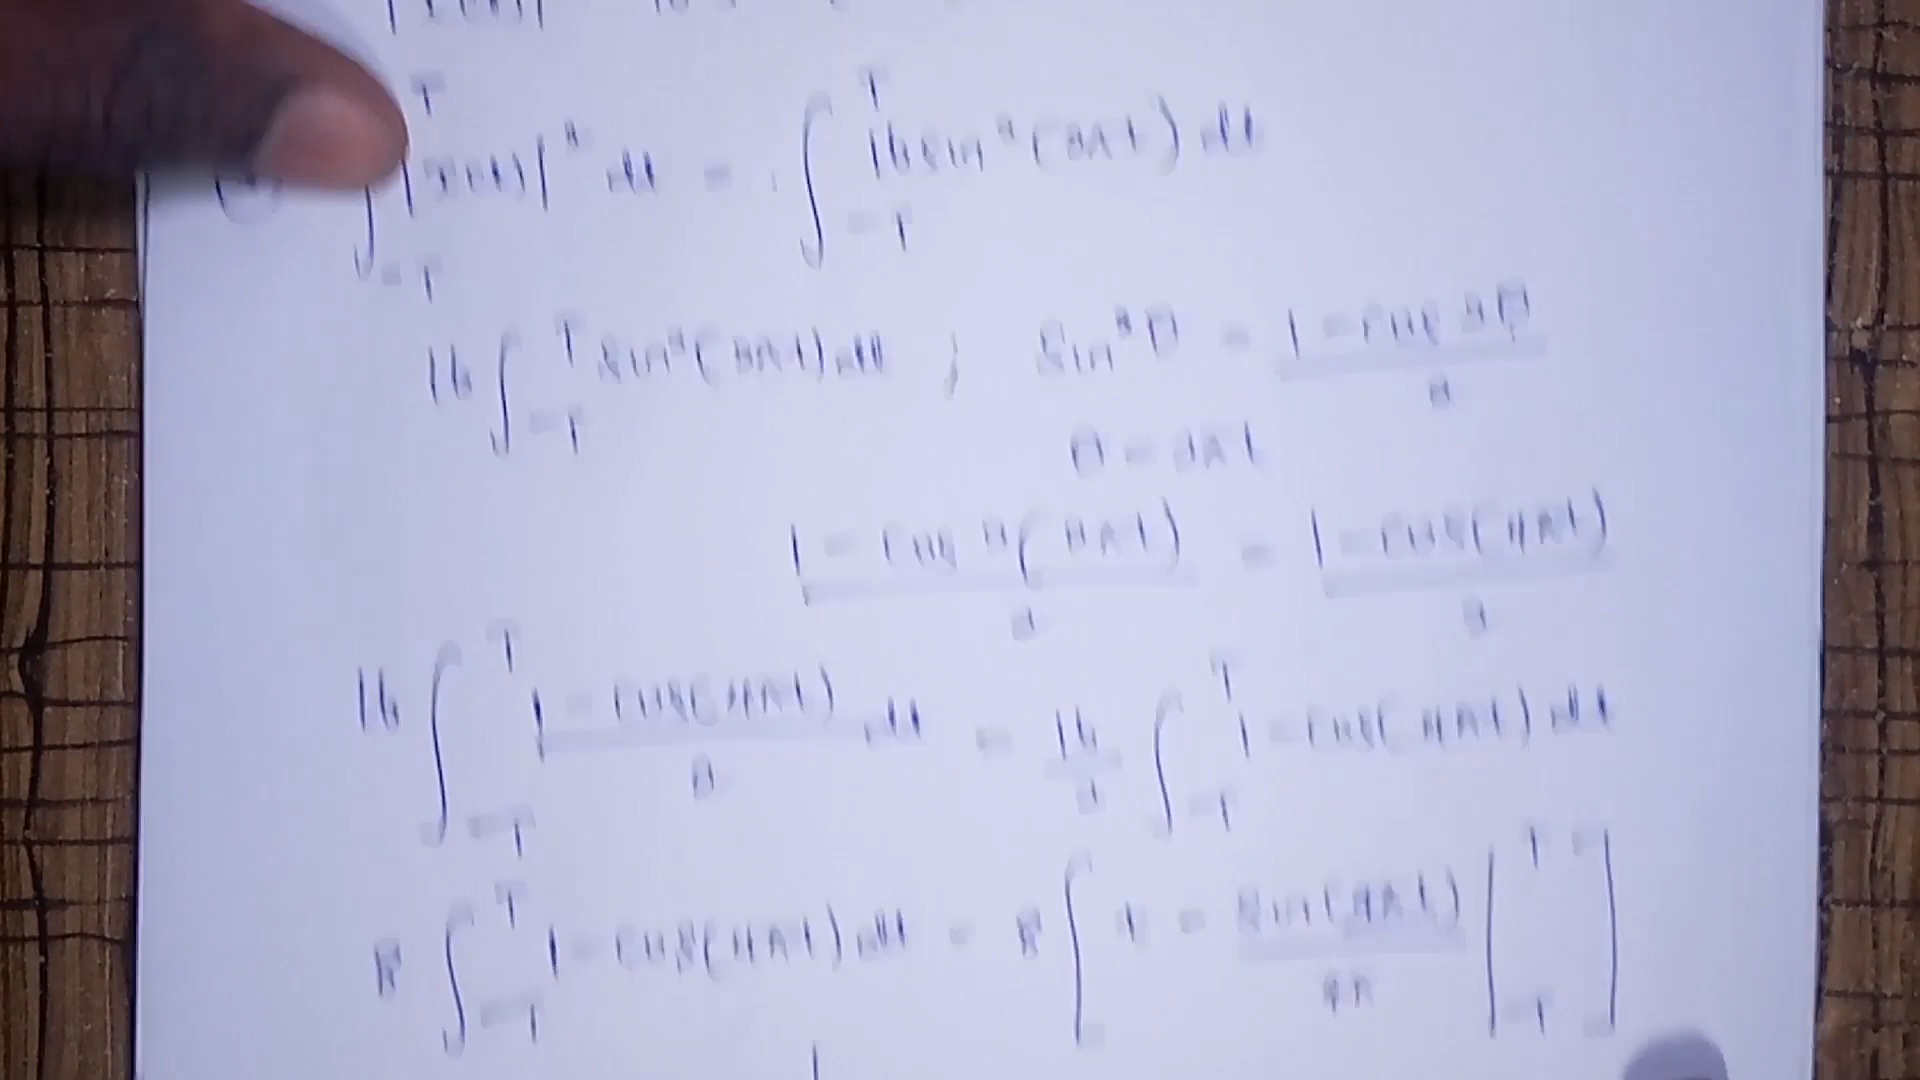 ∫_{-T}^{T} |x(t)|² dt = ∫_{-T}^{T} 16 sin²(2πt) dt
16 ∫_{-T}^{T} sin²(2πt) dt ; sin²θ = (1 - cos 2θ)/2
θ = 2πt
(1 - cos 2(2πt))/2 = (1 - cos(4πt))/2
16 ∫_{-T}^{T} (1 - cos(4πt))/2 dt = 16/2 ∫_{-T}^{T} 1 - cos(4πt) dt
8 ∫_{-T}^{T} 1 - cos(4πt) dt = 8 [ t - sin(4πt)/4π |_{-T}^{T} ]